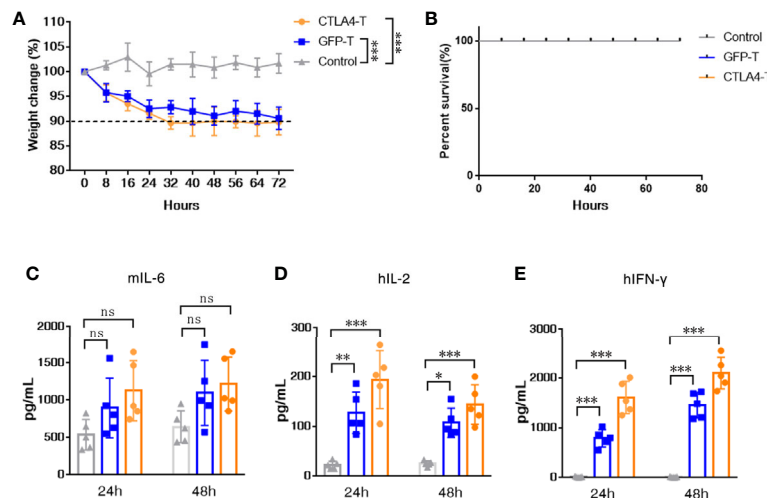 A
CTLA4-T
GFP-T
Control
***
***
Weight change (%)
110
105
100
95
90
85
80
0 8 16 24 32 40 48 56 64 72
Hours
B
Control
GFP-T
CTLA4-T
Percent survival(%)
100
50
0
0 20 40 60 80
Hours
C
mIL-6
pg/mL
2000
1500
1000
500
0
ns
ns
ns
ns
24h 48h
D
hIL-2
pg/mL
300
200
100
0
***
**
***
*
24h 48h
E
hIFN-γ
pg/mL
3000
2000
1000
0
***
***
***
***
24h 48h